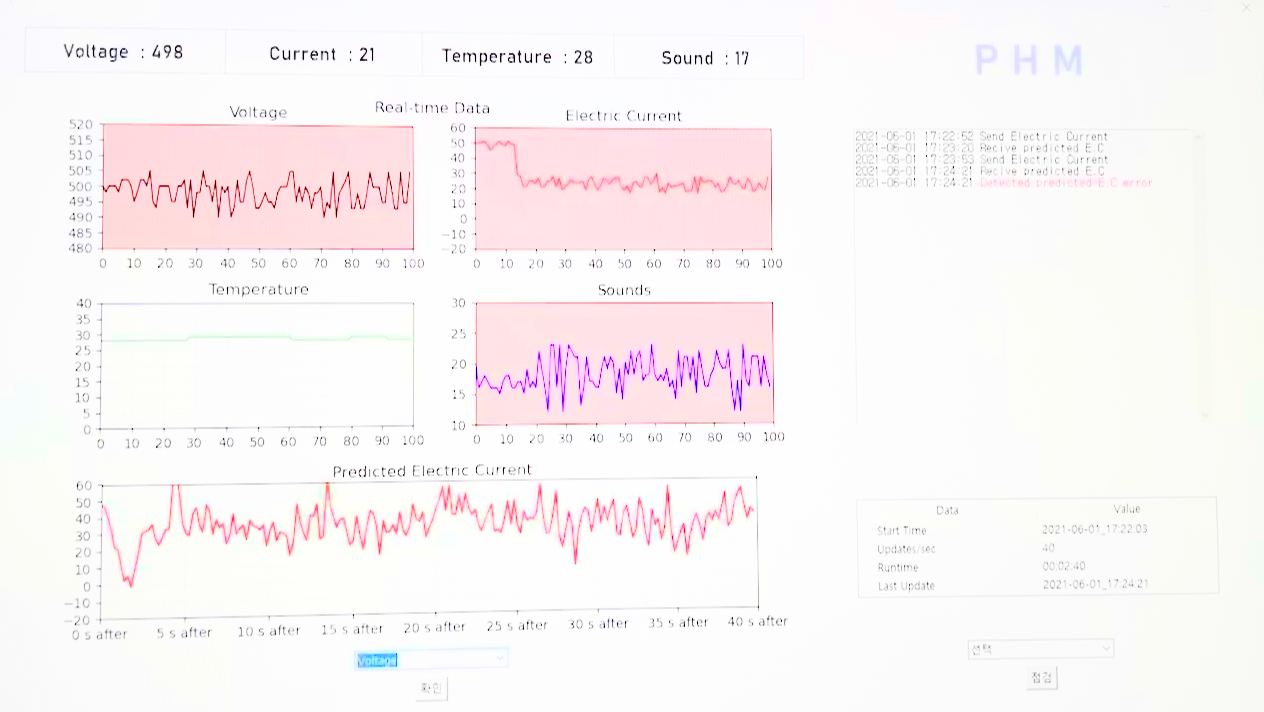 Voltage : 498
Current : 21
Temperature : 28
Sound : 17
PHM
Real-time Data
Voltage
520
515
510
505
500
495
490
485
480
0 10 20 30 40 50 60 70 80 90 100
Electric Current
60
50
40
30
20
10
0
−10
−20
0 10 20 30 40 50 60 70 80 90 100
Temperature
40
35
30
25
20
15
10
5
0
0 10 20 30 40 50 60 70 80 90 100
Sounds
30
25
20
15
10
0 10 20 30 40 50 60 70 80 90 100
Predicted Electric Current
60
50
40
30
20
10
0
−10
−20
0 s after 5 s after 10 s after 15 s after 20 s after 25 s after 30 s after 35 s after 40 s after
Voltage
확인
2021-06-01 17:22:52 Send Electric Current
2021-06-01 17:23:20 Recive predicted E.C
2021-06-01 17:23:53 Send Electric Current
2021-06-01 17:24:21 Recive predicted E.C
2021-06-01 17:24:21 Detected predicted E.C error
Data Value
Start Time 2021-06-01_17:22:03
Updates/sec 40
Runtime 00:02:40
Last Update 2021-06-01_17:24:21
선택
점검